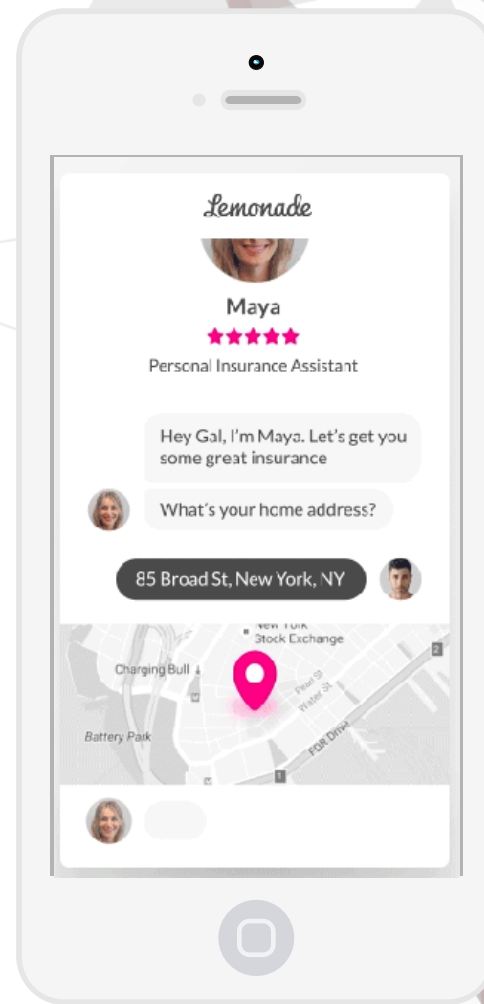 Lemonade
Maya
Personal Insurance Assistant
Hey Gal, I'm Maya. Let's get you
some great insurance
What's your home address?
85 Broad St, New York, NY
New York
Stock Exchange
2
Charging Bull
Pearl St
Water St
Battery Park
FDR Drive
1